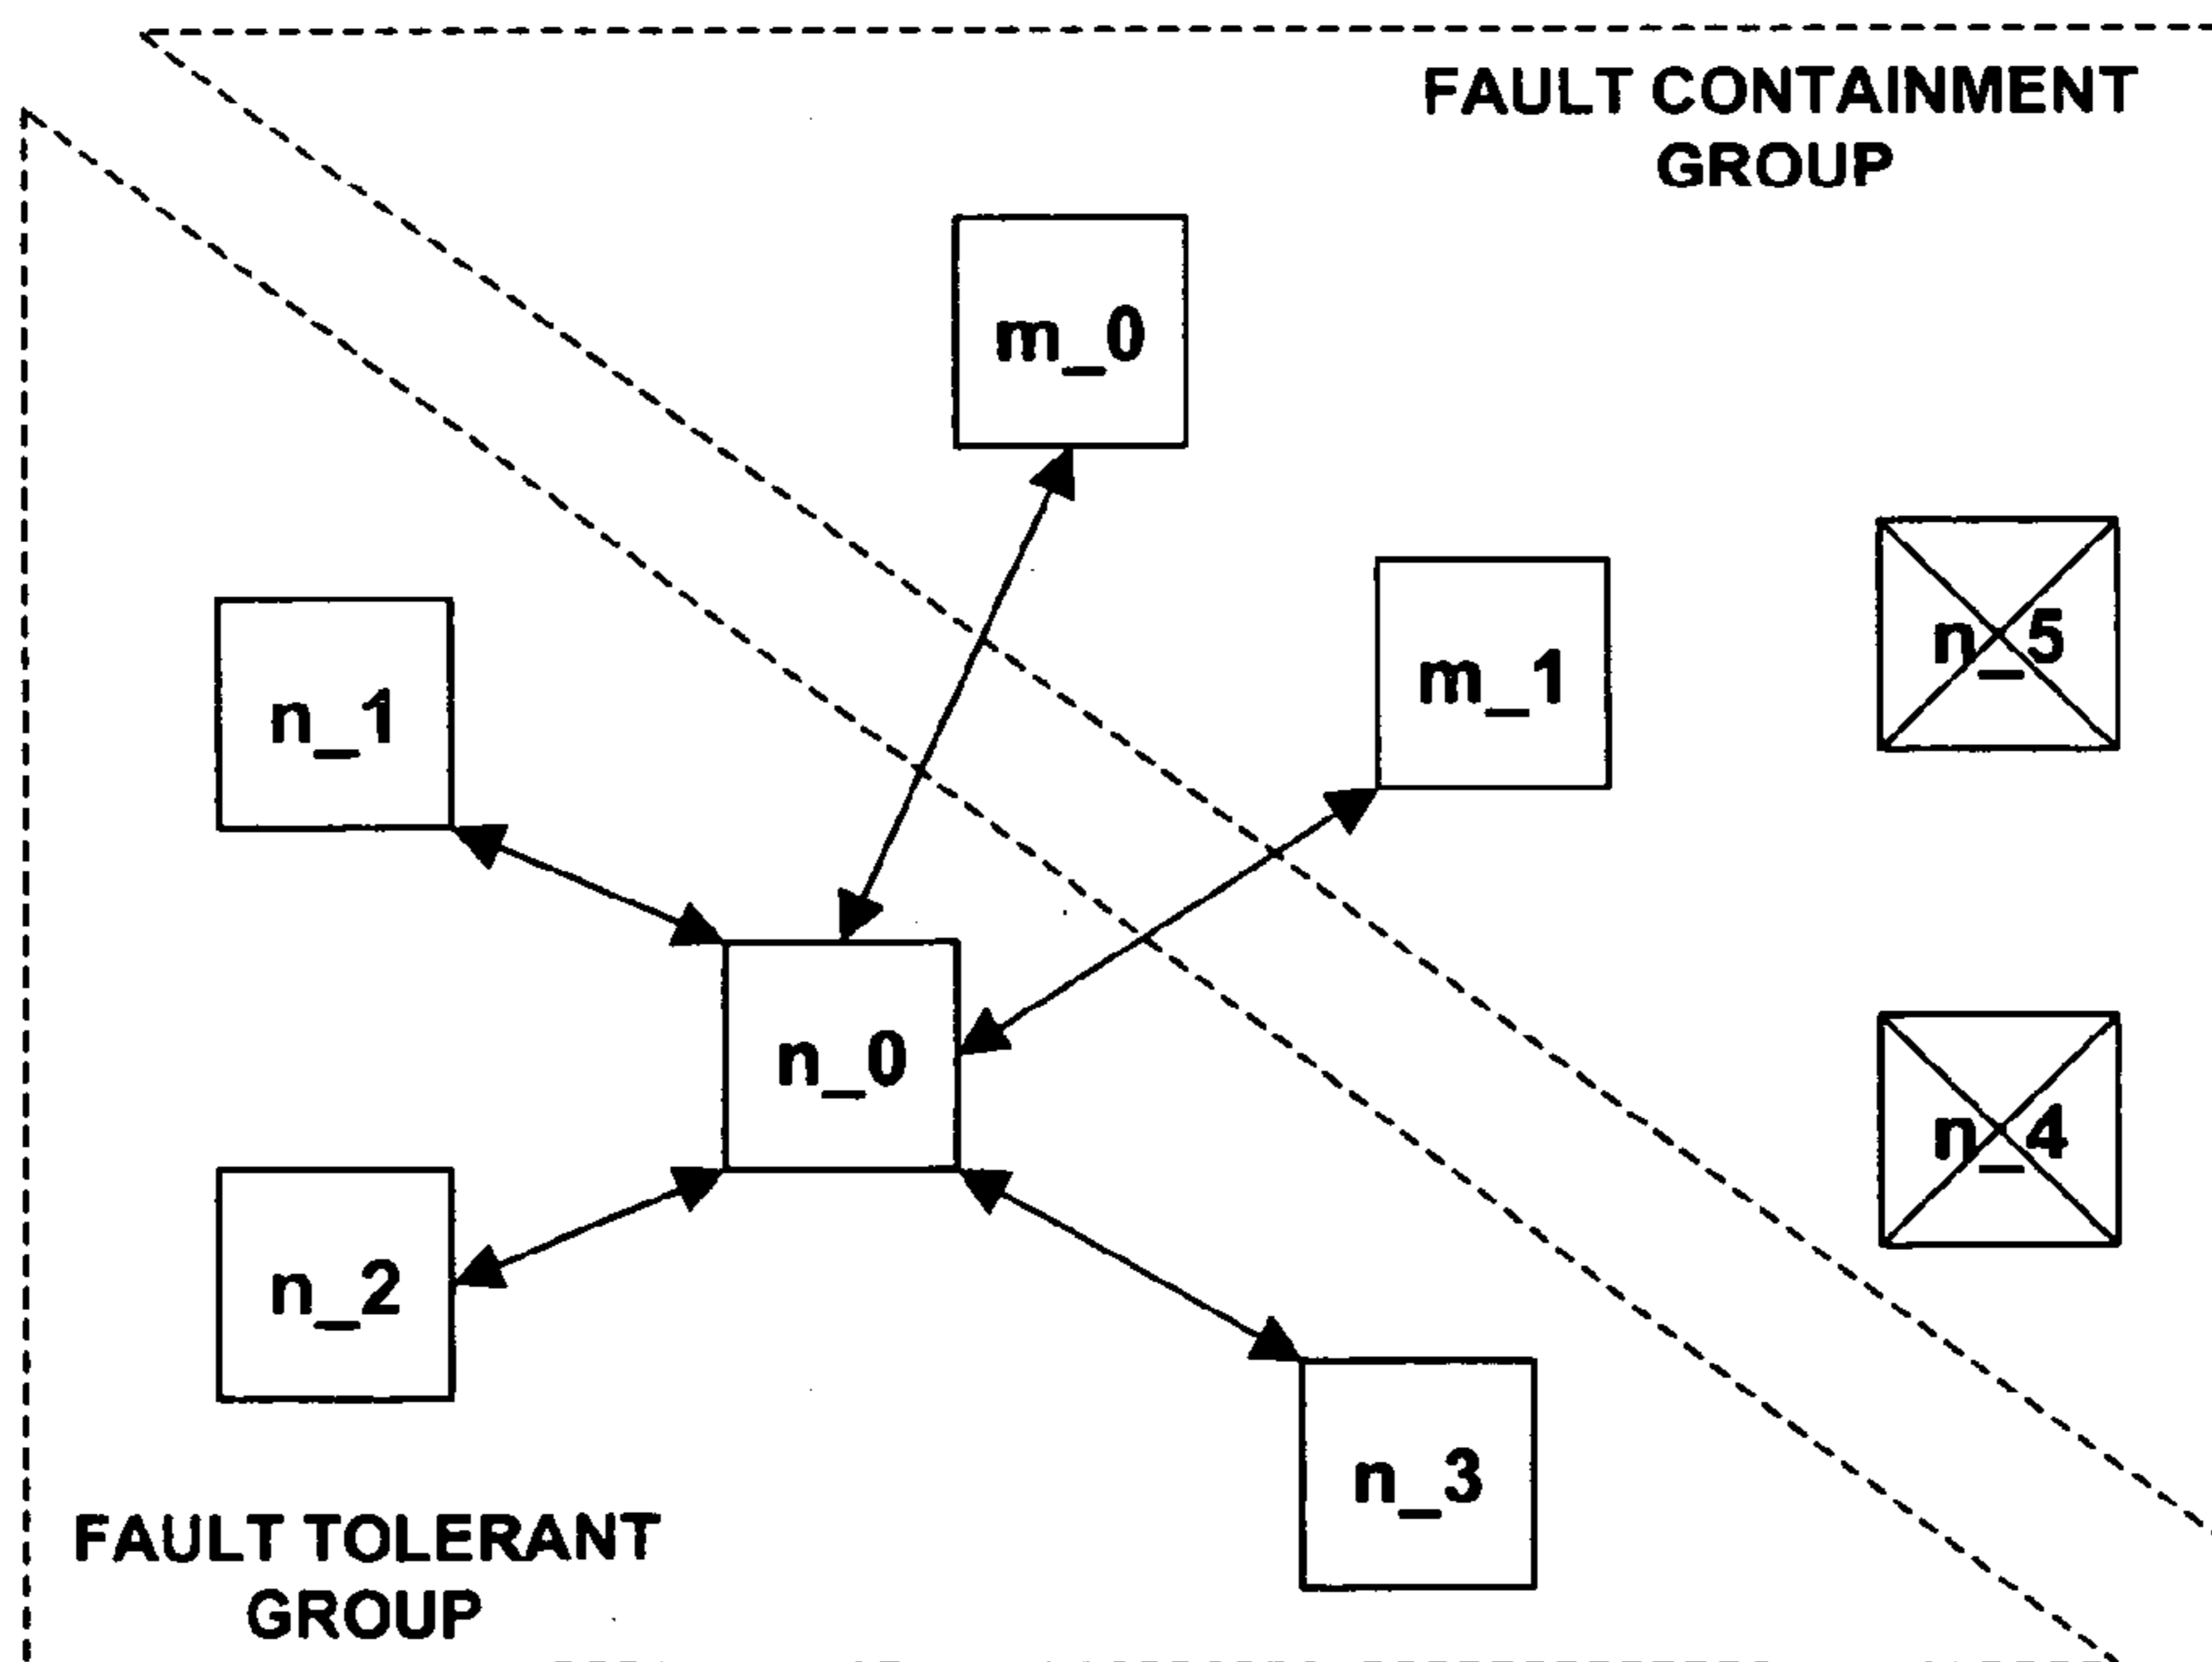 FAULT CONTAINMENT
GROUP
m_0
m_1
n_5
n_1
n_0
n_4
n_2
n_3
FAULT TOLERANT
GROUP